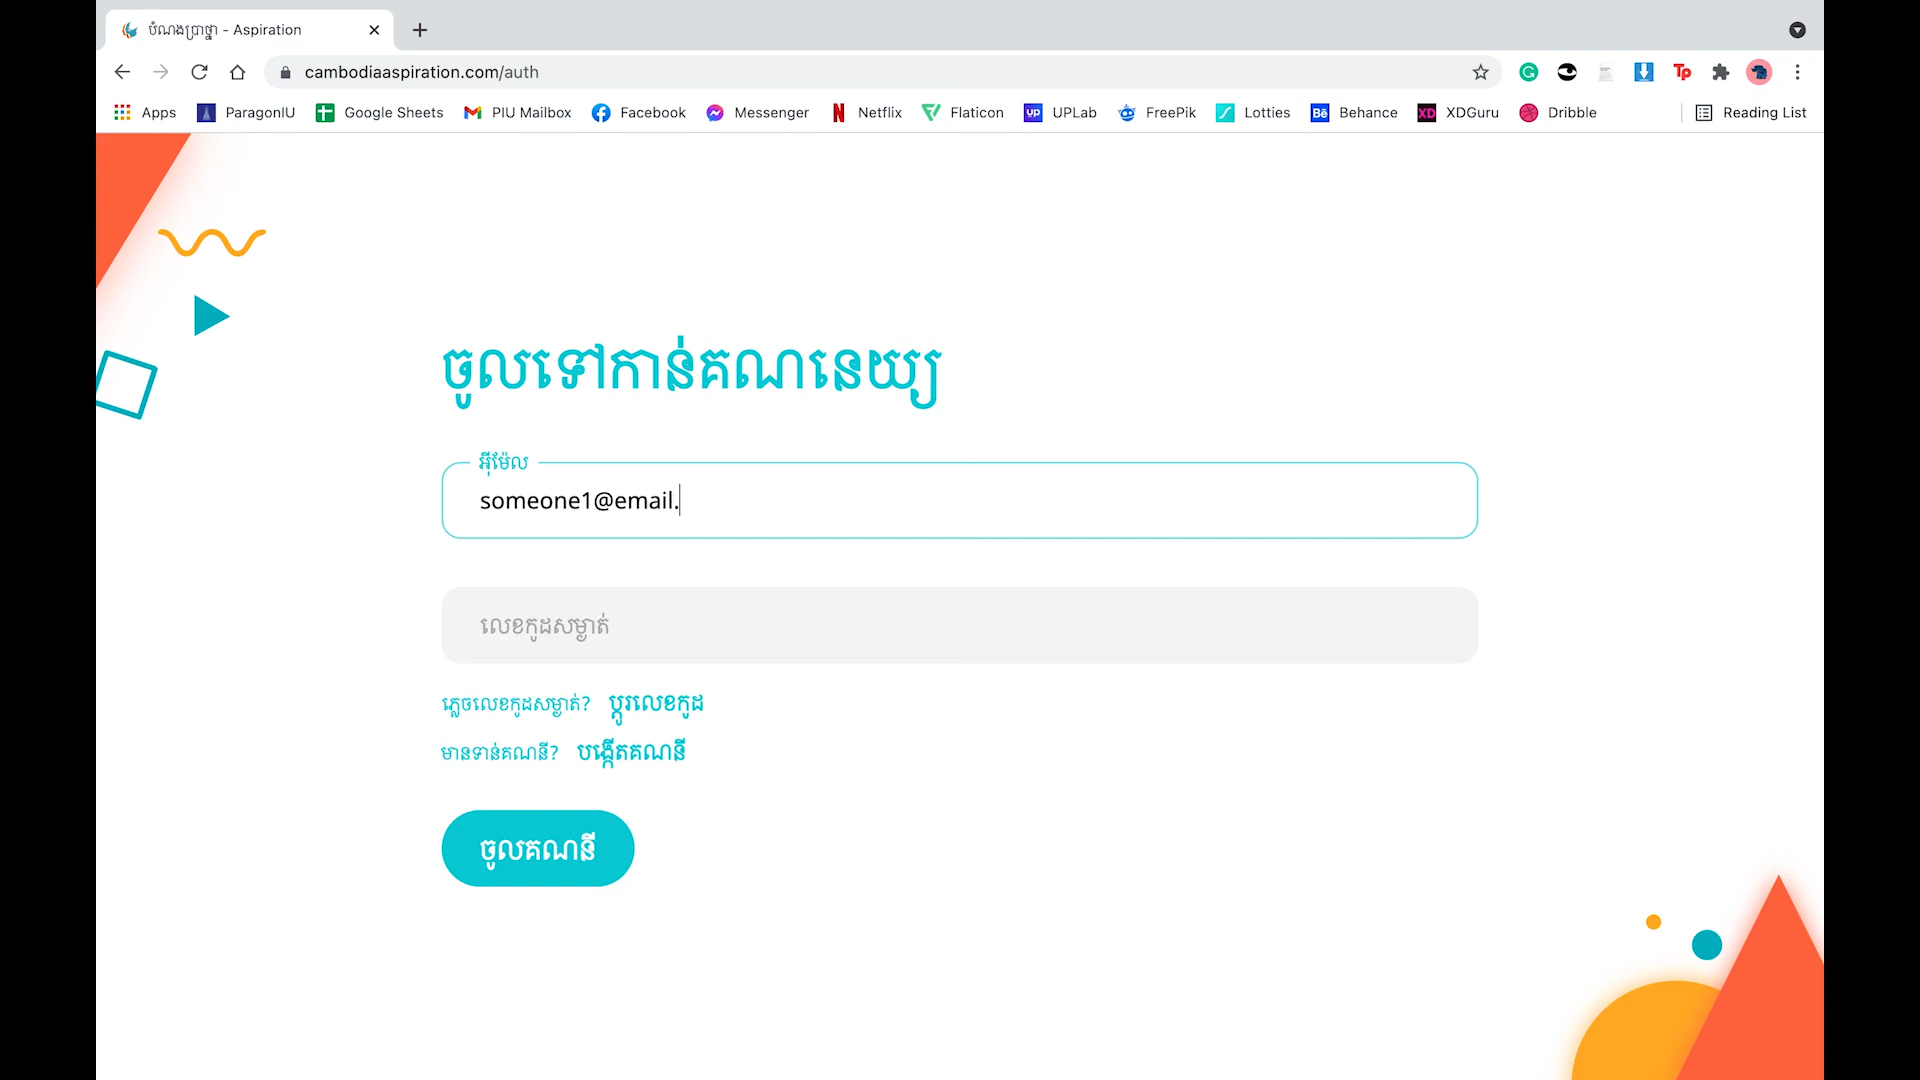 បំណងប្រាថ្នា - Aspiration
cambodiaaspiration.com/auth
Apps ParagonIU Google Sheets PIU Mailbox Facebook Messenger Netflix Flaticon UPLab FreePik Lotties Behance XDGuru Dribble Reading List
ចូលទៅកាន់គណនេយ្យ
អ៊ីម៉ែល
someone1@email.
លេខកូដសម្ងាត់
ភ្លេចលេខកូដសម្ងាត់? ប្ដូរលេខកូដ
មានទាន់គណនី? បង្កើតគណនី
ចូលគណនី